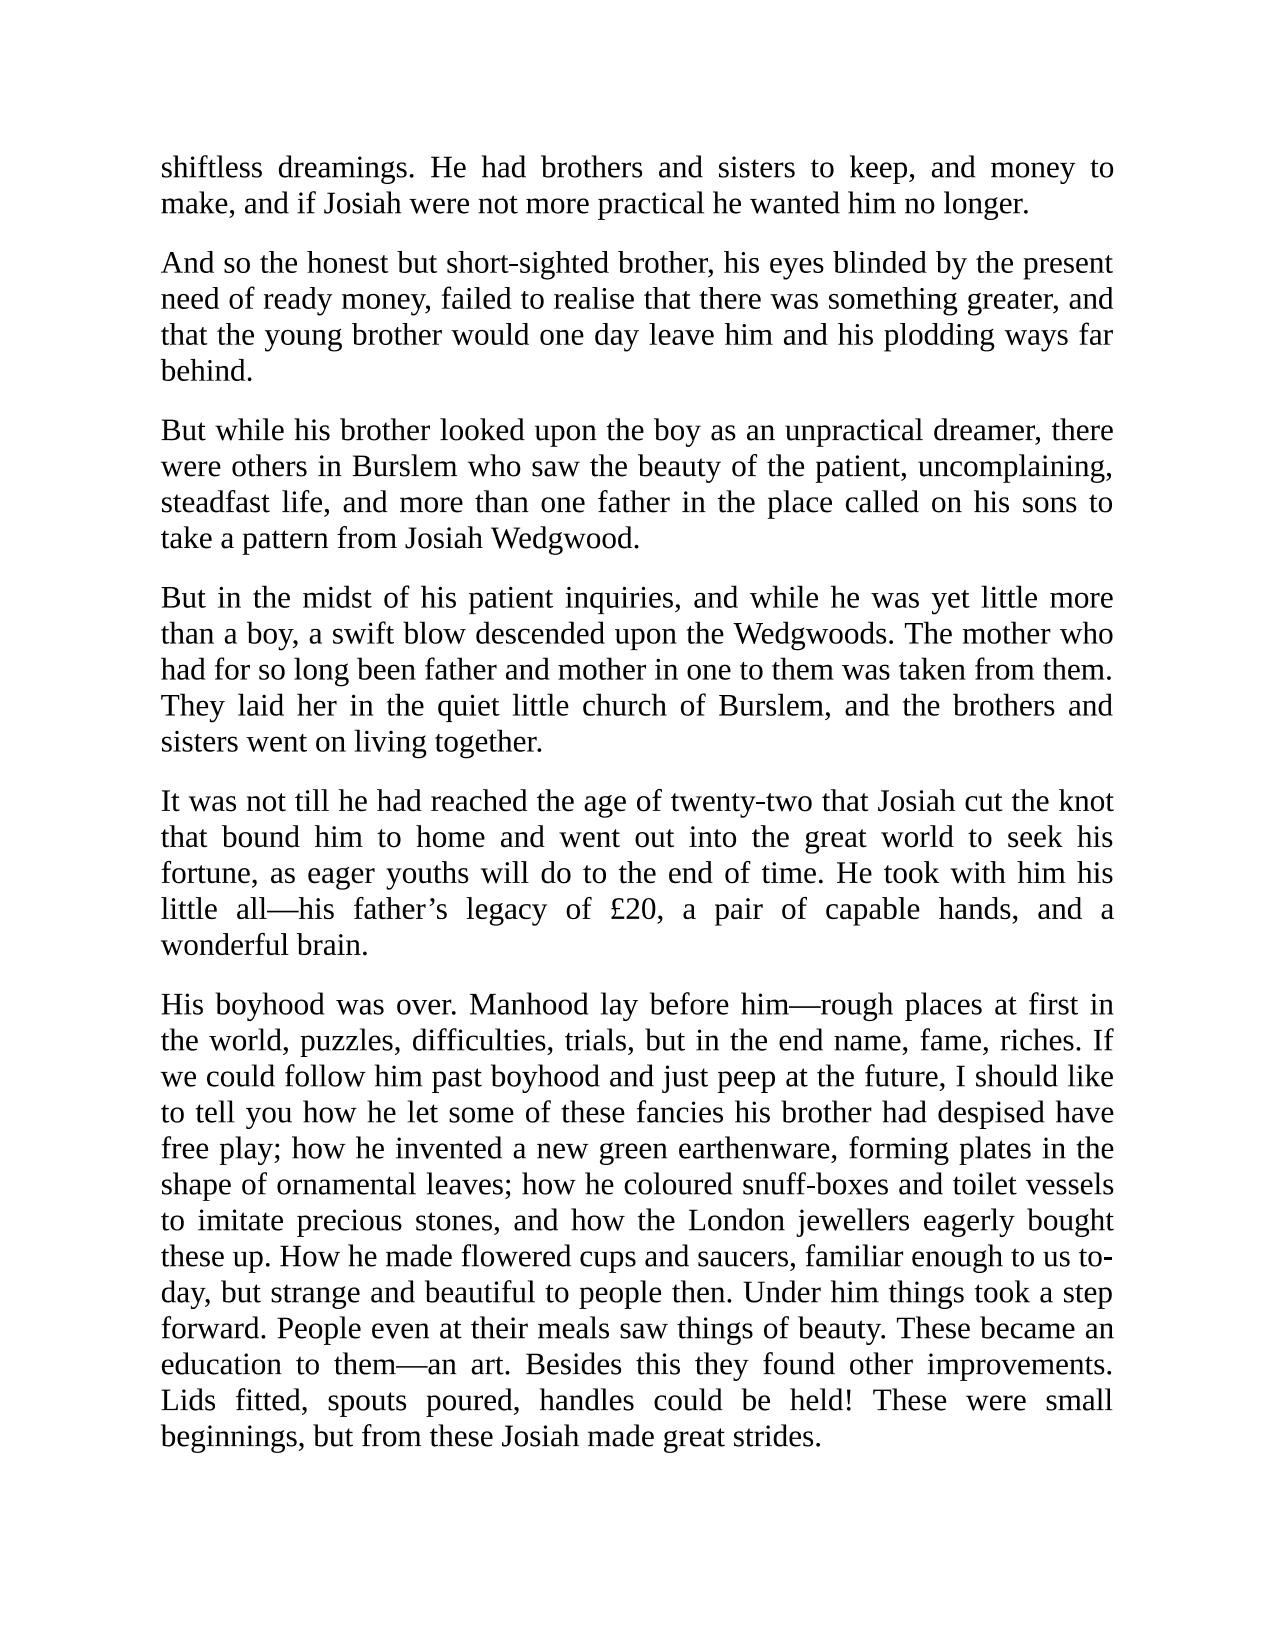 shiftless dreamings. He had brothers and sisters to keep, and money to
make, and if Josiah were not more practical he wanted him no longer.
And so the honest but short-sighted brother, his eyes blinded by the present
need of ready money, failed to realise that there was something greater, and
that the young brother would one day leave him and his plodding ways far
behind.
But while his brother looked upon the boy as an unpractical dreamer, there
were others in Burslem who saw the beauty of the patient, uncomplaining,
steadfast life, and more than one father in the place called on his sons to
take a pattern from Josiah Wedgwood.
But in the midst of his patient inquiries, and while he was yet little more
than a boy, a swift blow descended upon the Wedgwoods. The mother who
had for so long been father and mother in one to them was taken from them.
They laid her in the quiet little church of Burslem, and the brothers and
sisters went on living together.
It was not till he had reached the age of twenty-two that Josiah cut the knot
that bound him to home and went out into the great world to seek his
fortune, as eager youths will do to the end of time. He took with him his
little all—his father’s legacy of £20, a pair of capable hands, and a
wonderful brain.
His boyhood was over. Manhood lay before him—rough places at first in
the world, puzzles, difficulties, trials, but in the end name, fame, riches. If
we could follow him past boyhood and just peep at the future, I should like
to tell you how he let some of these fancies his brother had despised have
free play; how he invented a new green earthenware, forming plates in the
shape of ornamental leaves; how he coloured snuff-boxes and toilet vessels
to imitate precious stones, and how the London jewellers eagerly bought
these up. How he made flowered cups and saucers, familiar enough to us to-
day, but strange and beautiful to people then. Under him things took a step
forward. People even at their meals saw things of beauty. These became an
education to them—an art. Besides this they found other improvements.
Lids fitted, spouts poured, handles could be held! These were small
beginnings, but from these Josiah made great strides.